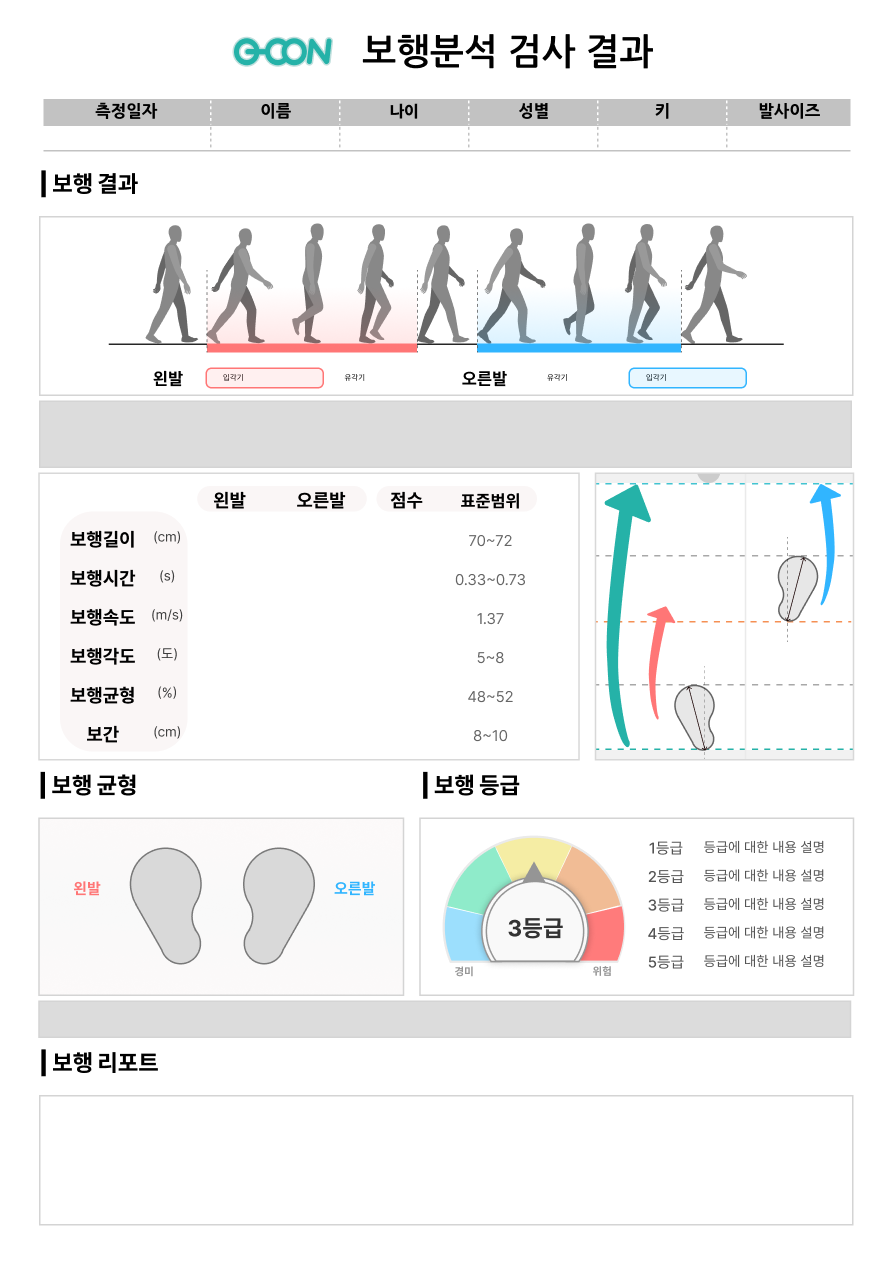 G-CON 보행분석 검사 결과
측정일자 이름 나이 성별 키 발사이즈
보행 결과
왼발 입각기 유각기 오른발 유각기 입각기
왼발 오른발 점수 표준범위
보행길이 (cm) 70~72
보행시간 (s) 0.33~0.73
보행속도 (m/s) 1.37
보행각도 (도) 5~8
보행균형 (%) 48~52
보간 (cm) 8~10
보행 균형
왼발 오른발
보행 등급
3등급
경미 위험
1등급 등급에 대한 내용 설명
2등급 등급에 대한 내용 설명
3등급 등급에 대한 내용 설명
4등급 등급에 대한 내용 설명
5등급 등급에 대한 내용 설명
보행 리포트